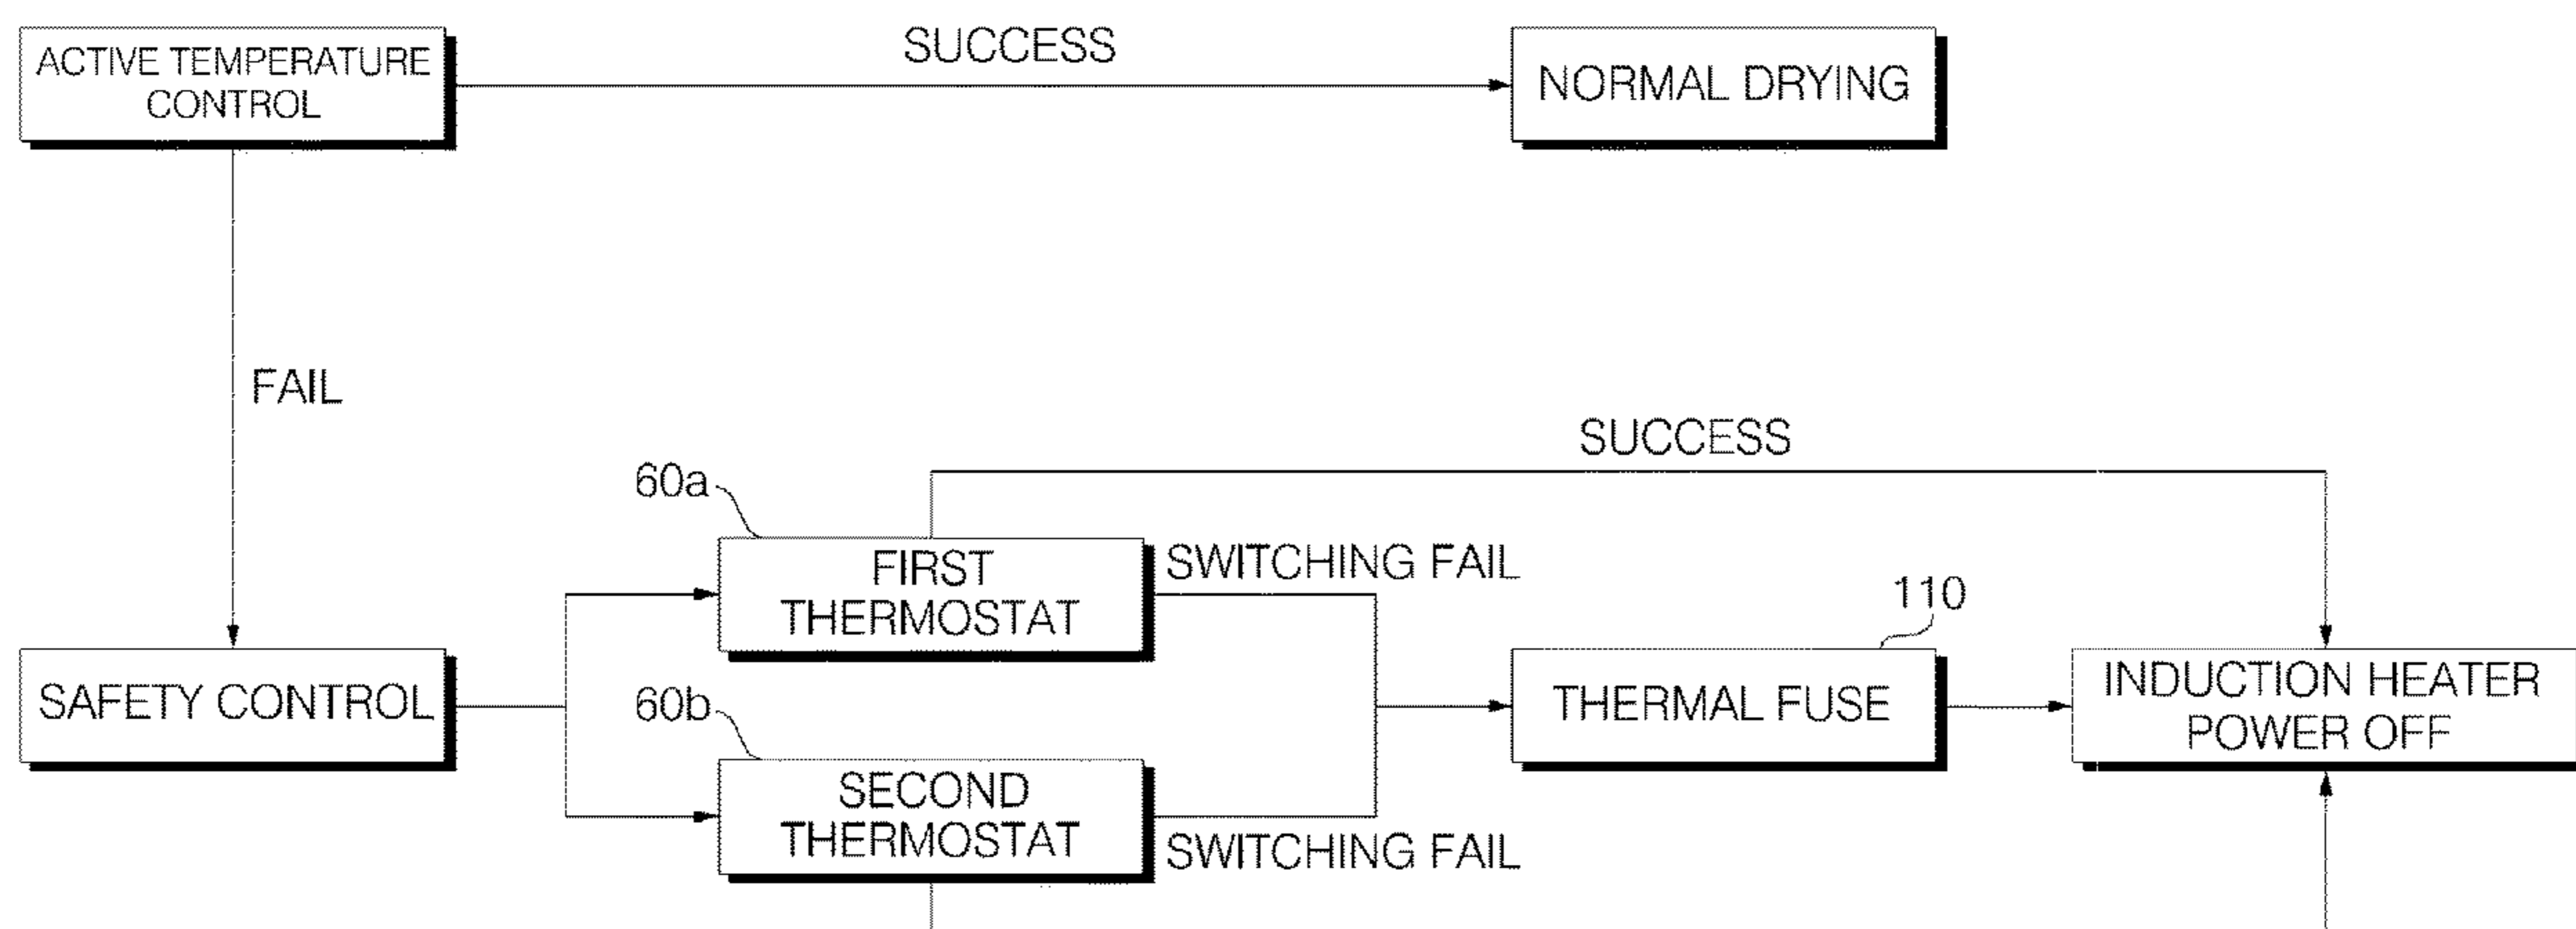 ACTIVE TEMPERATURE
CONTROL
SUCCESS
NORMAL DRYING
FAIL
SUCCESS
60a
FIRST
THERMOSTAT
SWITCHING FAIL
110
SAFETY CONTROL
THERMAL FUSE
INDUCTION HEATER
POWER OFF
60b
SECOND
THERMOSTAT
SWITCHING FAIL